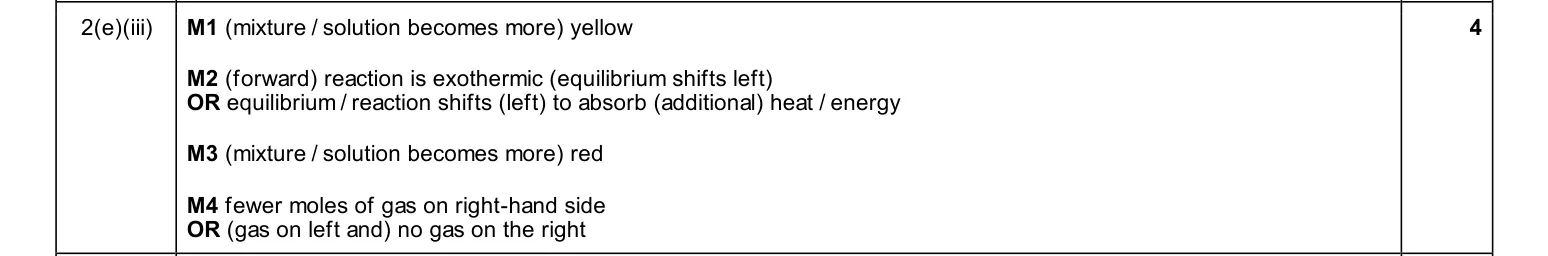 2(e)(iii) M1 (mixture / solution becomes more) yellow 4
M2 (forward) reaction is exothermic (equilibrium shifts left)
OR equilibrium / reaction shifts (left) to absorb (additional) heat / energy
M3 (mixture / solution becomes more) red
M4 fewer moles of gas on right-hand side
OR (gas on left and) no gas on the right